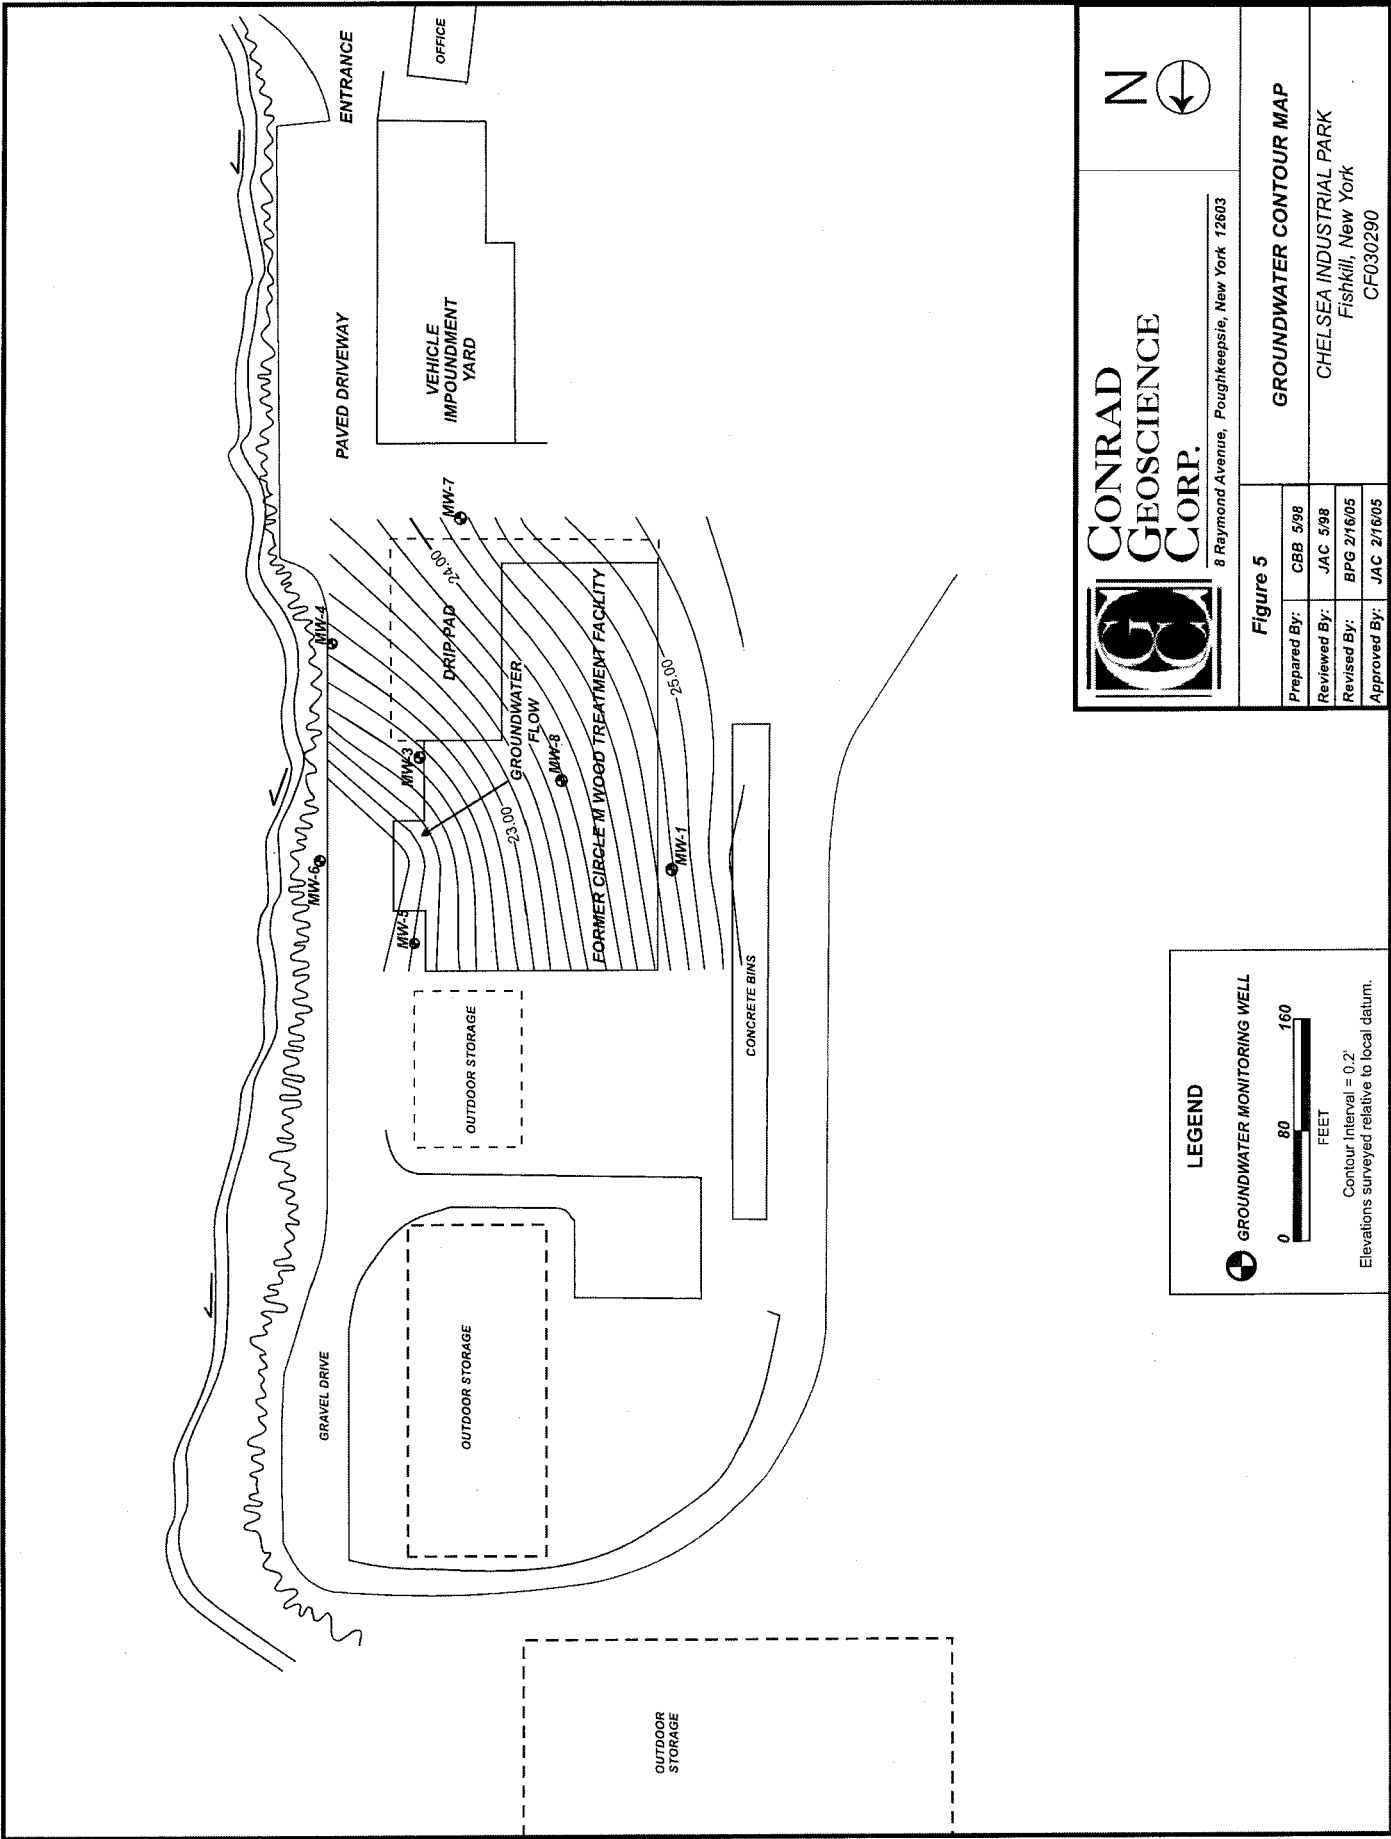 OFFICE
ENTRANCE
PAVED DRIVEWAY
VEHICLE
IMPOUNDMENT
YARD
MW-7
24.00
MW-4
DRIP PAD
GROUNDWATER
FLOW
FORMER CIRCLE M WOOD TREATMENT FACILITY
25.00
MW-3
MW-8
23.00
MW-1
MW-6
MW-5
OUTDOOR STORAGE
CONCRETE BINS
GRAVEL DRIVE
OUTDOOR STORAGE
OUTDOOR
STORAGE
LEGEND
GROUNDWATER MONITORING WELL
0 80 160
FEET
Contour Interval = 0.2'
Elevations surveyed relative to local datum.
GC
CONRAD
GEOSCIENCE
CORP.
8 Raymond Avenue, Poughkeepsie, New York 12603
N
Figure 5
Prepared By: CBB 5/98
Reviewed By: JAC 5/98
Revised By: BPG 2/16/05
Approved By: JAC 2/16/05
GROUNDWATER CONTOUR MAP
CHELSEA INDUSTRIAL PARK
Fishkill, New York
CF030290